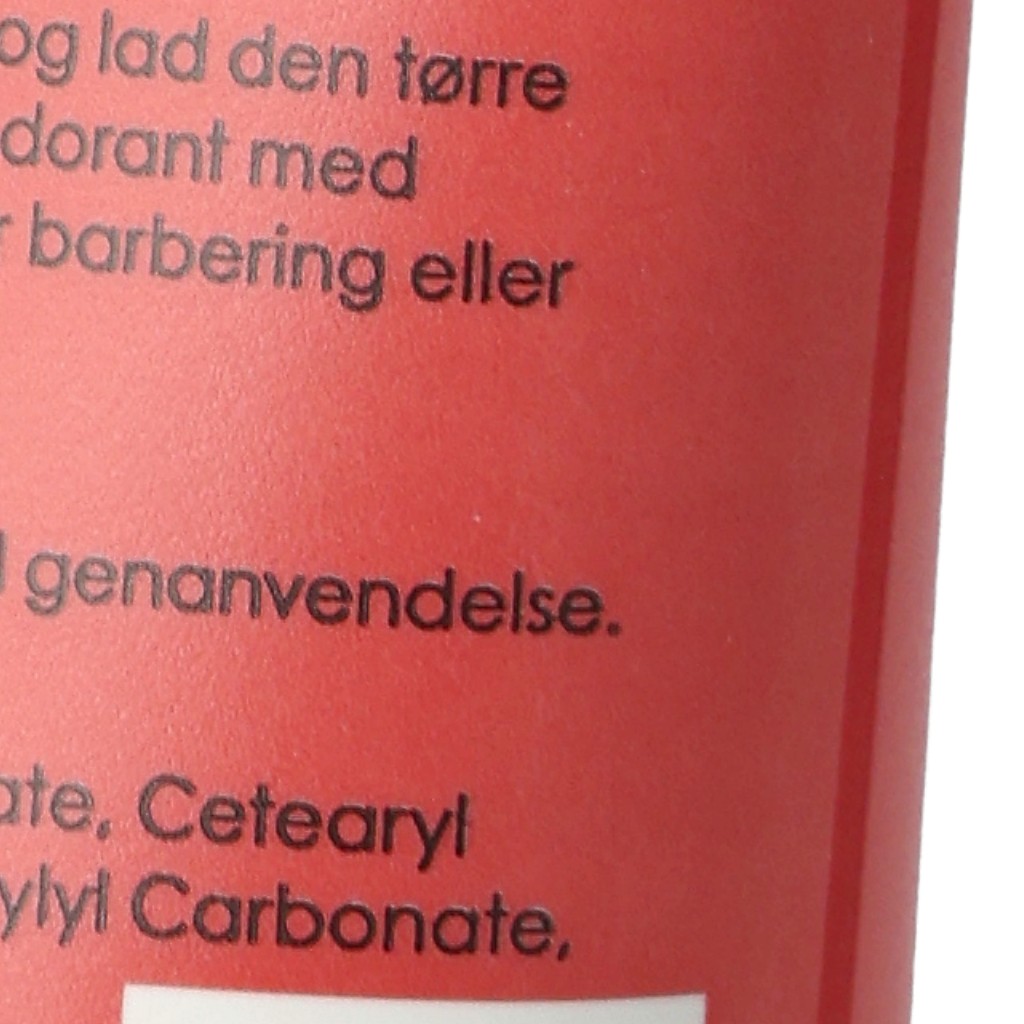 og lad den tørre
dorant med
barbering eller
genanvendelse.
ate, Cetearyl
ylyl Carbonate,